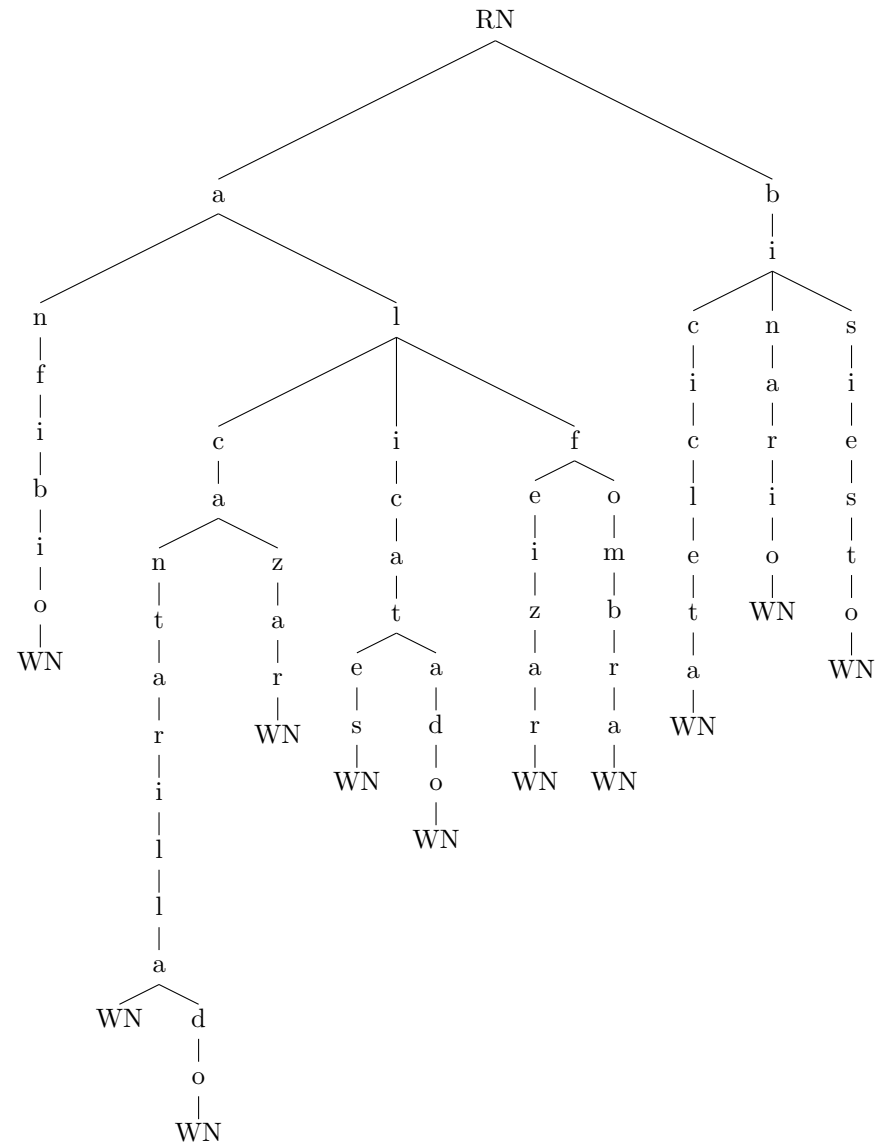 RN
a b
i
n l c n s
f i a i
i c i f c r e
b a c e o l i s
i n z a i m e o t
o t a t z b t WN o
WN a r e a a r a WN
r WN s d r a WN
i WN o WN WN
l WN
l
a
WN d
o
WN